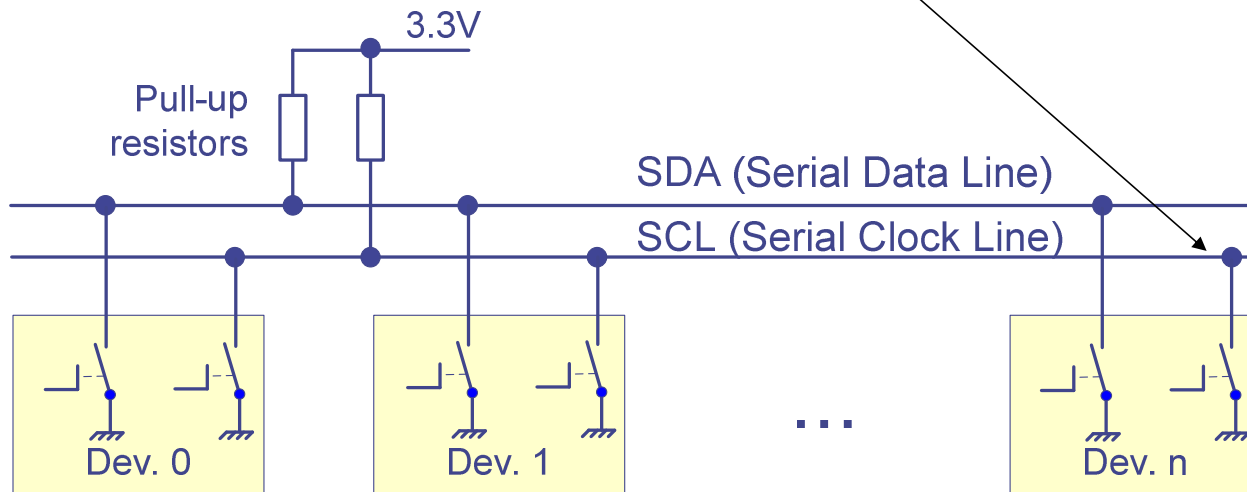 3.3V
Pull-up
resistors
SDA (Serial Data Line)
SCL (Serial Clock Line)
...
Dev. 0
Dev. 1
Dev. n